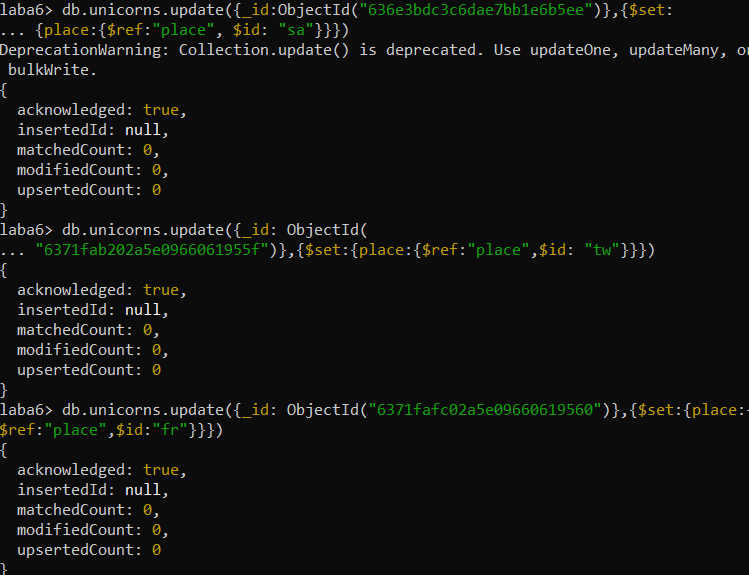 laba6> db.unicorns.update({_id:ObjectId("636e3bdc3c6dae7bb1e6b5ee")},{$set:
... {place:{$ref:"place", $id: "sa"}}})
DeprecationWarning: Collection.update() is deprecated. Use updateOne, updateMany, or
 bulkWrite.
{
  acknowledged: true,
  insertedId: null,
  matchedCount: 0,
  modifiedCount: 0,
  upsertedCount: 0
}
laba6> db.unicorns.update({_id: ObjectId(
... "6371fab202a5e0966061955f")},{$set:{place:{$ref:"place",$id: "tw"}}})
{
  acknowledged: true,
  insertedId: null,
  matchedCount: 0,
  modifiedCount: 0,
  upsertedCount: 0
}
laba6> db.unicorns.update({_id: ObjectId("6371fafc02a5e09660619560")},{$set:{place:{
$ref:"place",$id:"fr"}}})
{
  acknowledged: true,
  insertedId: null,
  matchedCount: 0,
  modifiedCount: 0,
  upsertedCount: 0
}